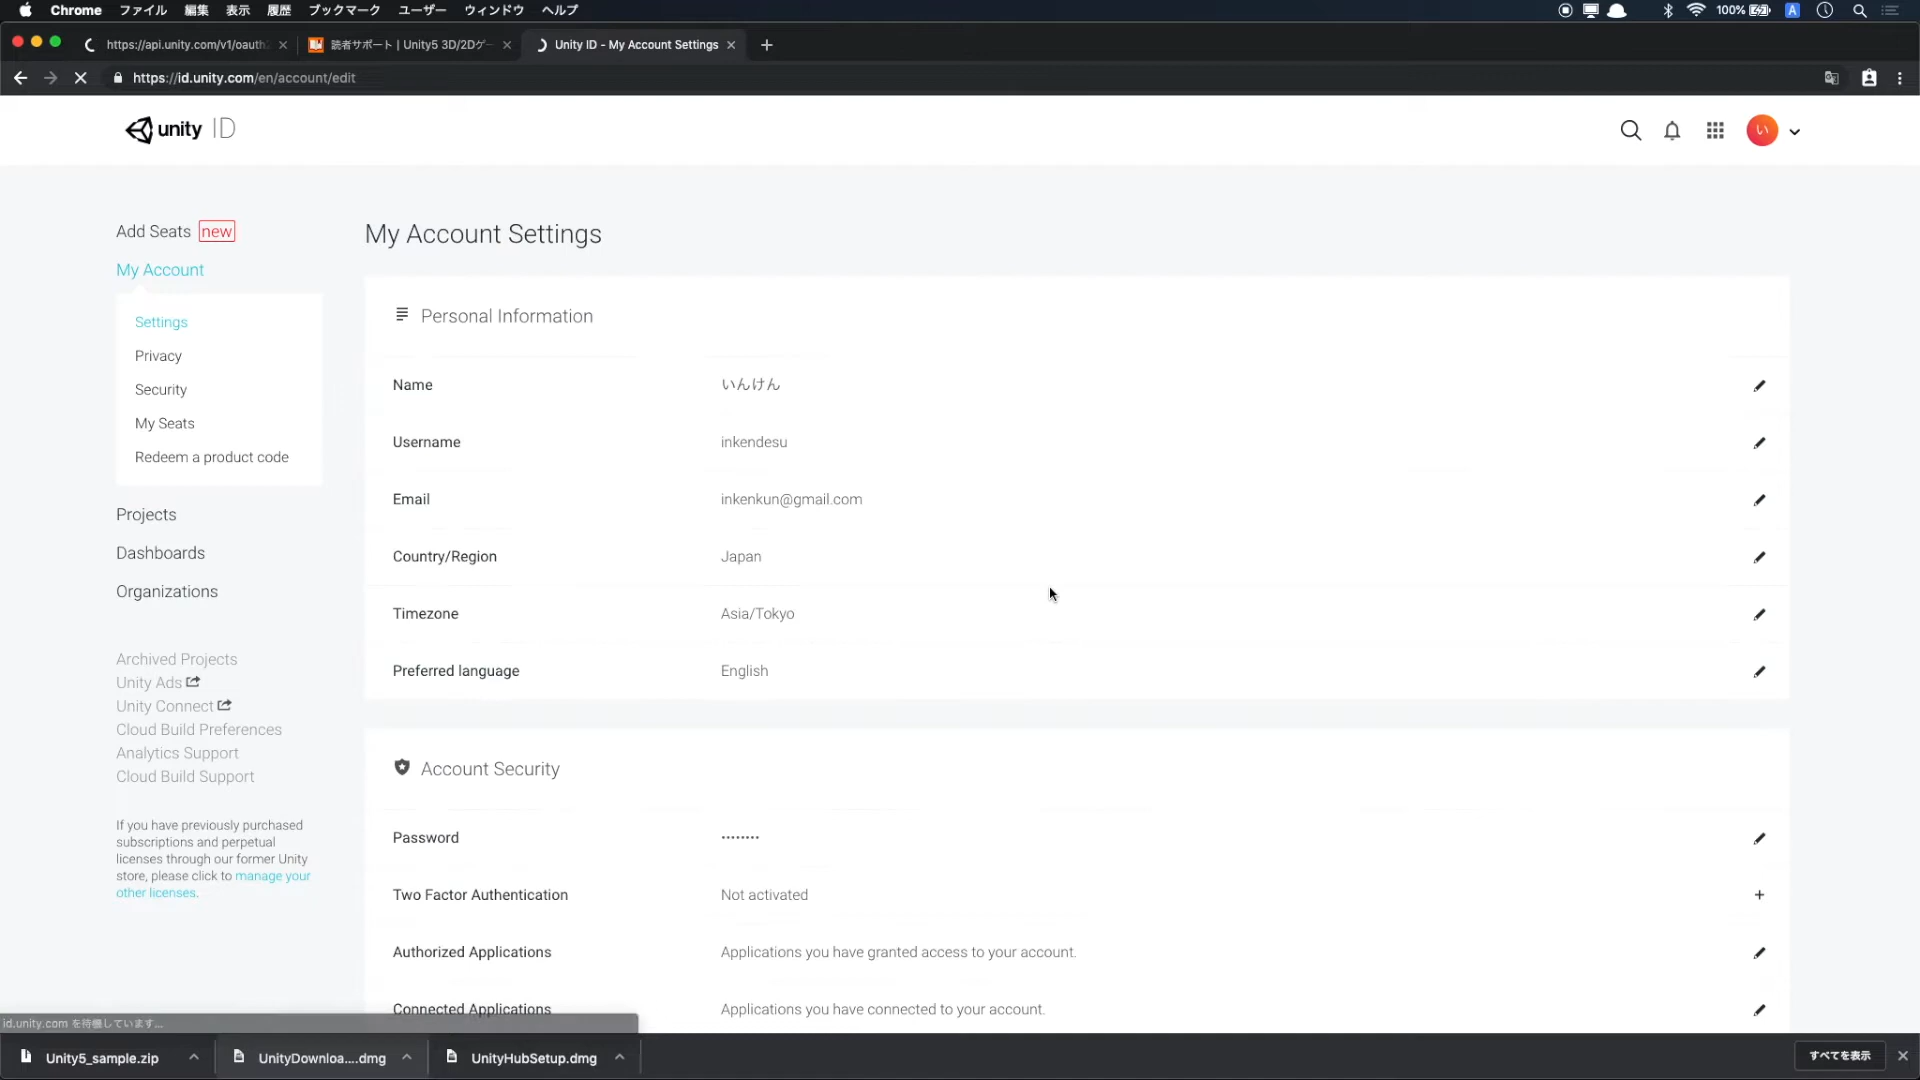 Chrome ファイル 編集 表示 履歴 ブックマーク ユーザー ウィンドウ ヘルプ 100% A
https://api.unity.com/v1/oauth2 読者サポート | Unity5 3D/2Dゲー Unity ID - My Account Settings
https://id.unity.com/en/account/edit
unity ID い
Add Seats new
My Account
Settings
Privacy
Security
My Seats
Redeem a product code
Projects
Dashboards
Organizations
Archived Projects
Unity Ads
Unity Connect
Cloud Build Preferences
Analytics Support
Cloud Build Support
If you have previously purchased
subscriptions and perpetual
licenses through our former Unity
store, please click to manage your
other licenses.
My Account Settings
Personal Information
Name いんけん
Username inkendesu
Email inkenkun@gmail.com
Country/Region Japan
Timezone Asia/Tokyo
Preferred language English
Account Security
Password ••••••••
Two Factor Authentication Not activated
Authorized Applications Applications you have granted access to your account.
Connected Applications Applications you have connected to your account.
id.unity.com を待機しています...
Unity5_sample.zip UnityDownloa....dmg UnityHubSetup.dmg すべてを表示